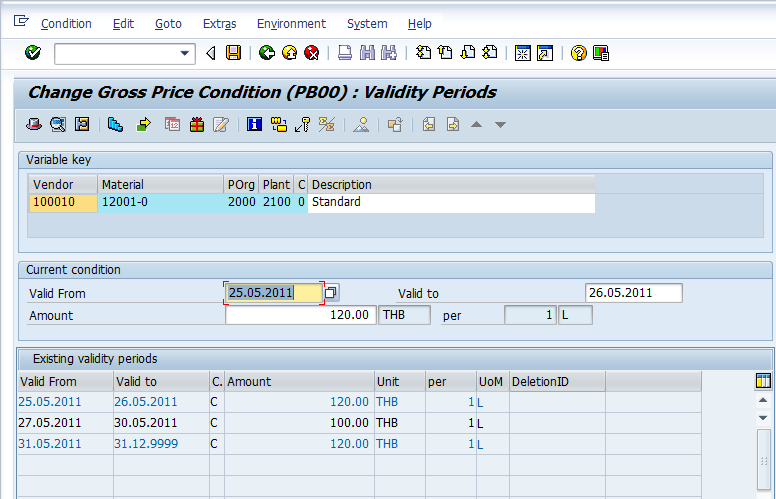 Condition Edit Goto Extras Environment System Help
Change Gross Price Condition (PB00) : Validity Periods
Variable key
Vendor Material POrg Plant C Description
100010 12001-0 2000 2100 0 Standard
Current condition
Valid From 25.05.2011 Valid to 26.05.2011
Amount 120.00 THB per 1 L
Existing validity periods
Valid From Valid to C. Amount Unit per UoM DeletionID
25.05.2011 26.05.2011 C 120.00 THB 1 L
27.05.2011 30.05.2011 C 100.00 THB 1 L
31.05.2011 31.12.9999 C 120.00 THB 1 L